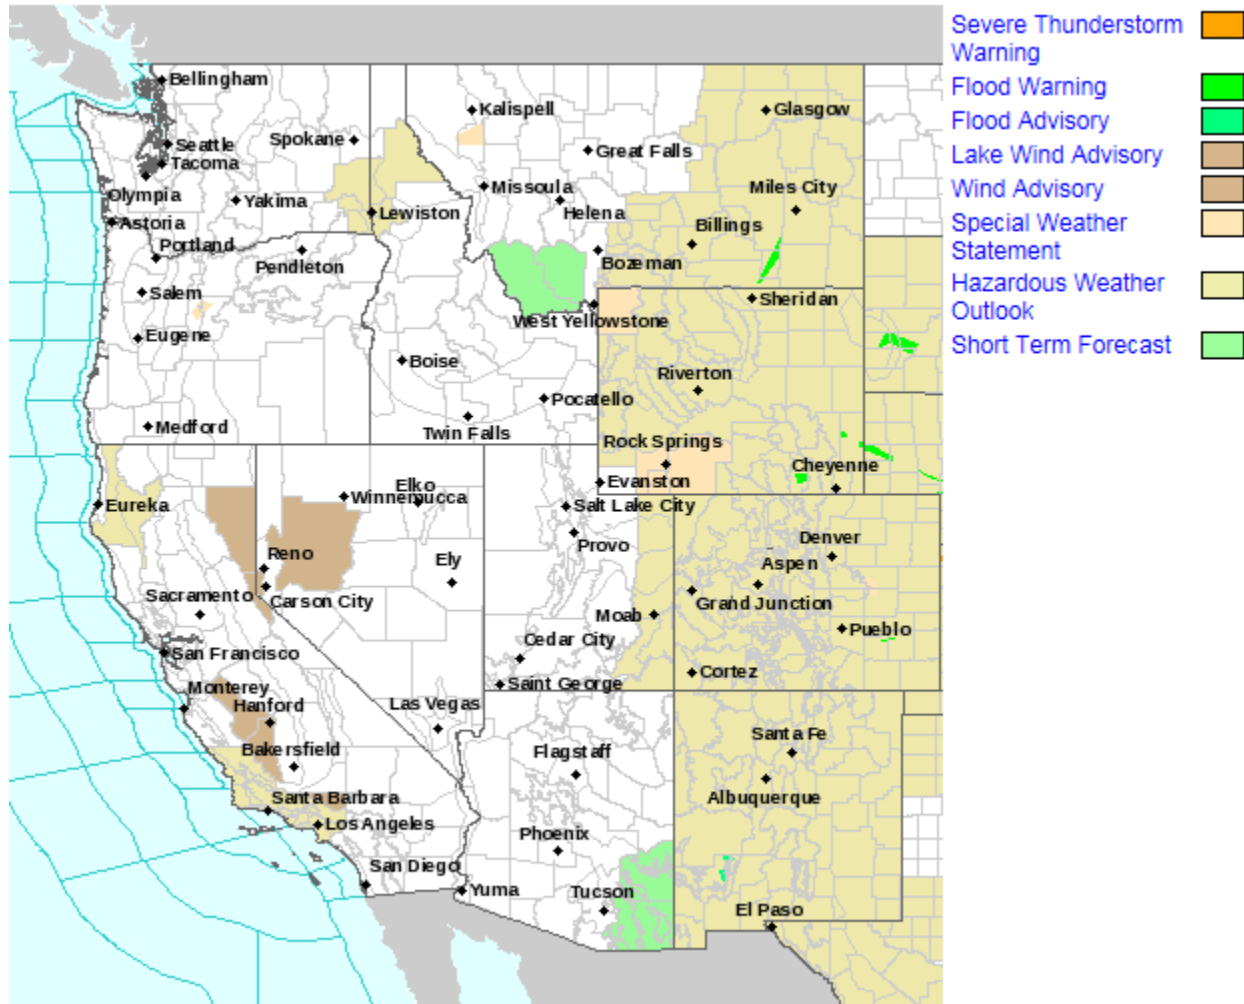 Severe Thunderstorm
Warning
Flood Warning
Flood Advisory
Lake Wind Advisory
Wind Advisory
Special Weather
Statement
Hazardous Weather
Outlook
Short Term Forecast
Bellingham
Kalispell
Glasgow
Seattle
Spokane
Great Falls
Tacoma
Olympia
Yakima
Missoula
Miles City
Astoria
Lewiston
Helena
Billings
Portland
Pendleton
Bozeman
Salem
Sheridan
West Yellowstone
Eugene
Boise
Riverton
Pocatello
Medford
Twin Falls
Rock Springs
Cheyenne
Elko
Evanston
Winnemucca
Eureka
Salt Lake City
Provo
Denver
Reno
Ely
Aspen
Sacramento
Carson City
Grand Junction
Moab
Pueblo
Cedar City
San Francisco
Cortez
Saint George
Monterey
Hanford
Las Vegas
Santa Fe
Bakersfield
Flagstaff
Albuquerque
Santa Barbara
Los Angeles
Phoenix
San Diego
Yuma
Tucson
El Paso